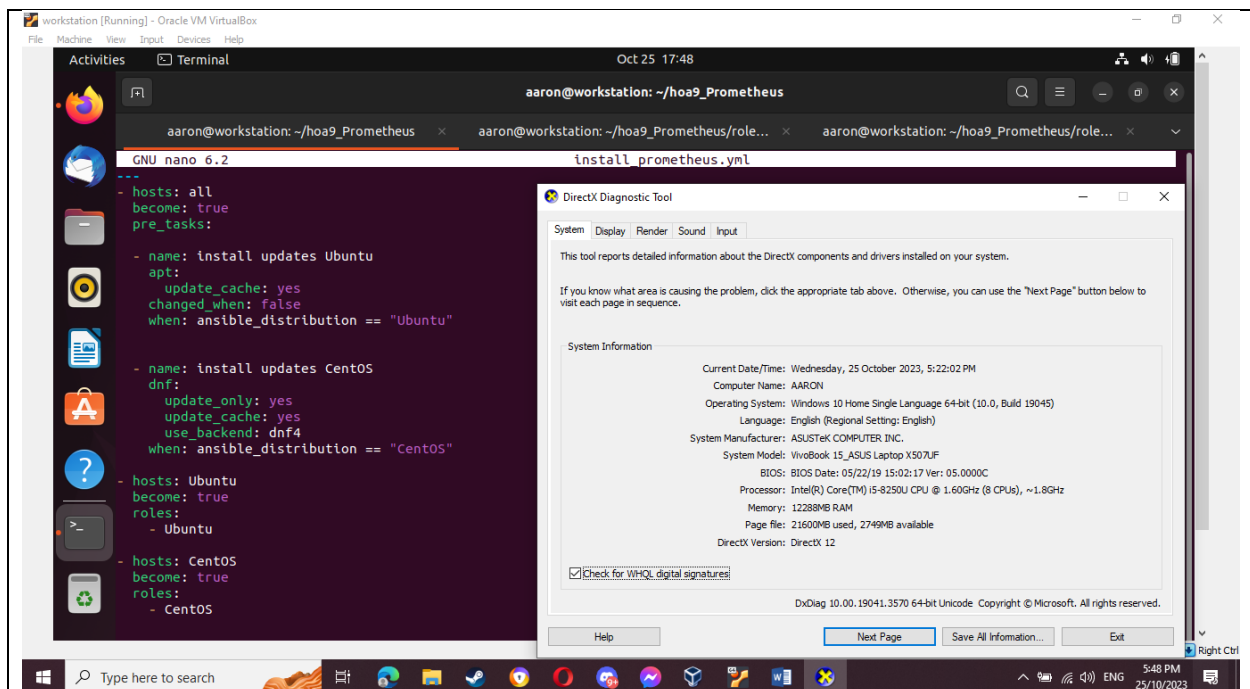 workstation [Running] - Oracle VM VirtualBox
File Machine View Input Devices Help
Activities Terminal Oct 25 17:48
aaron@workstation: ~/hoa9_Prometheus
aaron@workstation: ~/hoa9_Prometheus × aaron@workstation: ~/hoa9_Prometheus/role... × aaron@workstation: ~/hoa9_Prometheus/role... ×
GNU nano 6.2 install_prometheus.yml
---
- hosts: all
become: true
pre_tasks:
- name: install updates Ubuntu
apt:
update_cache: yes
changed_when: false
when: ansible_distribution == "Ubuntu"
- name: install updates CentOS
dnf:
update_only: yes
update_cache: yes
use_backend: dnf4
when: ansible_distribution == "CentOS"
- hosts: Ubuntu
become: true
roles:
- Ubuntu
- hosts: CentOS
become: true
roles:
- CentOS
DirectX Diagnostic Tool
System Display Render Sound Input
This tool reports detailed information about the DirectX components and drivers installed on your system.
If you know what area is causing the problem, click the appropriate tab above. Otherwise, you can use the "Next Page" button below to
visit each page in sequence.
System Information
Current Date/Time: Wednesday, 25 October 2023, 5:22:02 PM
Computer Name: AARON
Operating System: Windows 10 Home Single Language 64-bit (10.0, Build 19045)
Language: English (Regional Setting: English)
System Manufacturer: ASUSTeK COMPUTER INC.
System Model: VivoBook 15_ASUS Laptop X507UF
BIOS: BIOS Date: 05/22/19 15:02:17 Ver: 05.0000C
Processor: Intel(R) Core(TM) i5-8250U CPU @ 1.60GHz (8 CPUs), ~1.8GHz
Memory: 12288MB RAM
Page file: 21600MB used, 2749MB available
DirectX Version: DirectX 12
Check for WHQL digital signatures
DxDiag 10.00.19041.3570 64-bit Unicode Copyright © Microsoft. All rights reserved.
Help Next Page Save All Information... Exit
Right Ctrl
Type here to search ENG 5:48 PM
25/10/2023